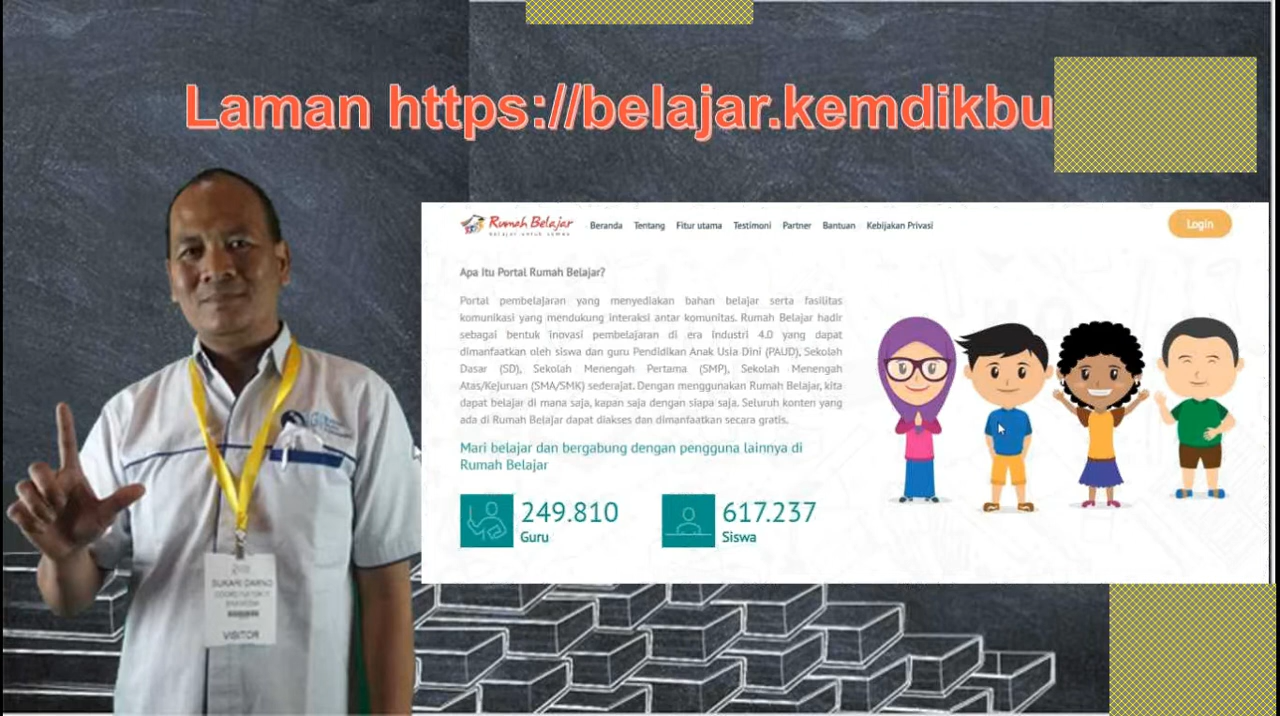 Laman https://belajar.kemdikbu
Rumah Belajar
belajar untuk semua
Beranda Tentang Fitur utama Testimoni Partner Bantuan Kebijakan Privasi
Login
Apa Itu Portal Rumah Belajar?
Portal pembelajaran yang menyediakan bahan belajar serta fasilitas
komunikasi yang mendukung interaksi antar komunitas. Rumah Belajar hadir
sebagai bentuk inovasi pembelajaran di era industri 4.0 yang dapat
dimanfaatkan oleh siswa dan guru Pendidikan Anak Usia Dini (PAUD), Sekolah
Dasar (SD), Sekolah Menengah Pertama (SMP), Sekolah Menengah
Atas/Kejuruan (SMA/SMK) sederajat. Dengan menggunakan Rumah Belajar, kita
dapat belajar di mana saja, kapan saja dengan siapa saja. Seluruh konten yang
ada di Rumah Belajar dapat diakses dan dimanfaatkan secara gratis.
Mari belajar dan bergabung dengan pengguna lainnya di
Rumah Belajar
249.810
Guru
617.237
Siswa
SUKARI DARNO
VISITOR